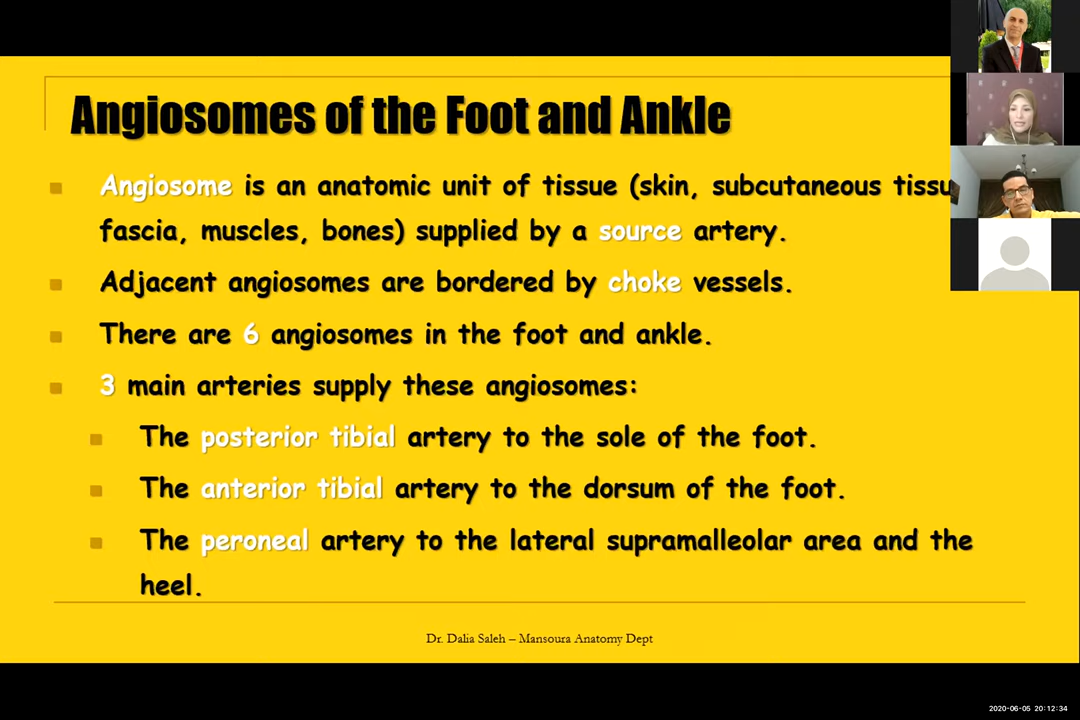 Angiosomes of the Foot and Ankle
Angiosome is an anatomic unit of tissue (skin, subcutaneous
fascia, muscles, bones) supplied by a source artery.
Adjacent angiosomes are bordered by choke vessels.
There are 6 angiosomes in the foot and ankle.
3 main arteries supply these angiosomes:
The posterior tibial artery to the sole of the foot.
The anterior tibial artery to the dorsum of the foot.
The peroneal artery to the lateral supramalleolar area and the
heel.
Dr. Dalia Saleh – Mansoura Anatomy Dept
2020-06-05 20:12:34